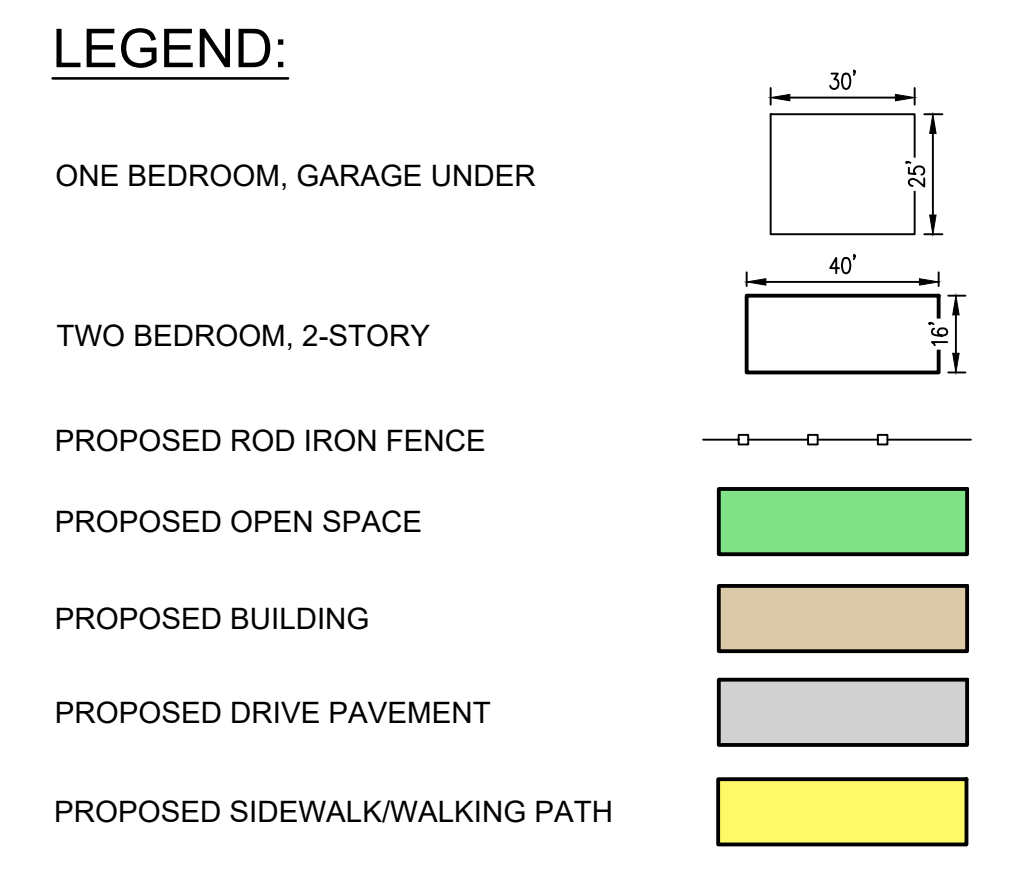 LEGEND:
30'
ONE BEDROOM, GARAGE UNDER
25'
40'
TWO BEDROOM, 2-STORY
16'
PROPOSED ROD IRON FENCE
PROPOSED OPEN SPACE
PROPOSED BUILDING
PROPOSED DRIVE PAVEMENT
PROPOSED SIDEWALK/WALKING PATH